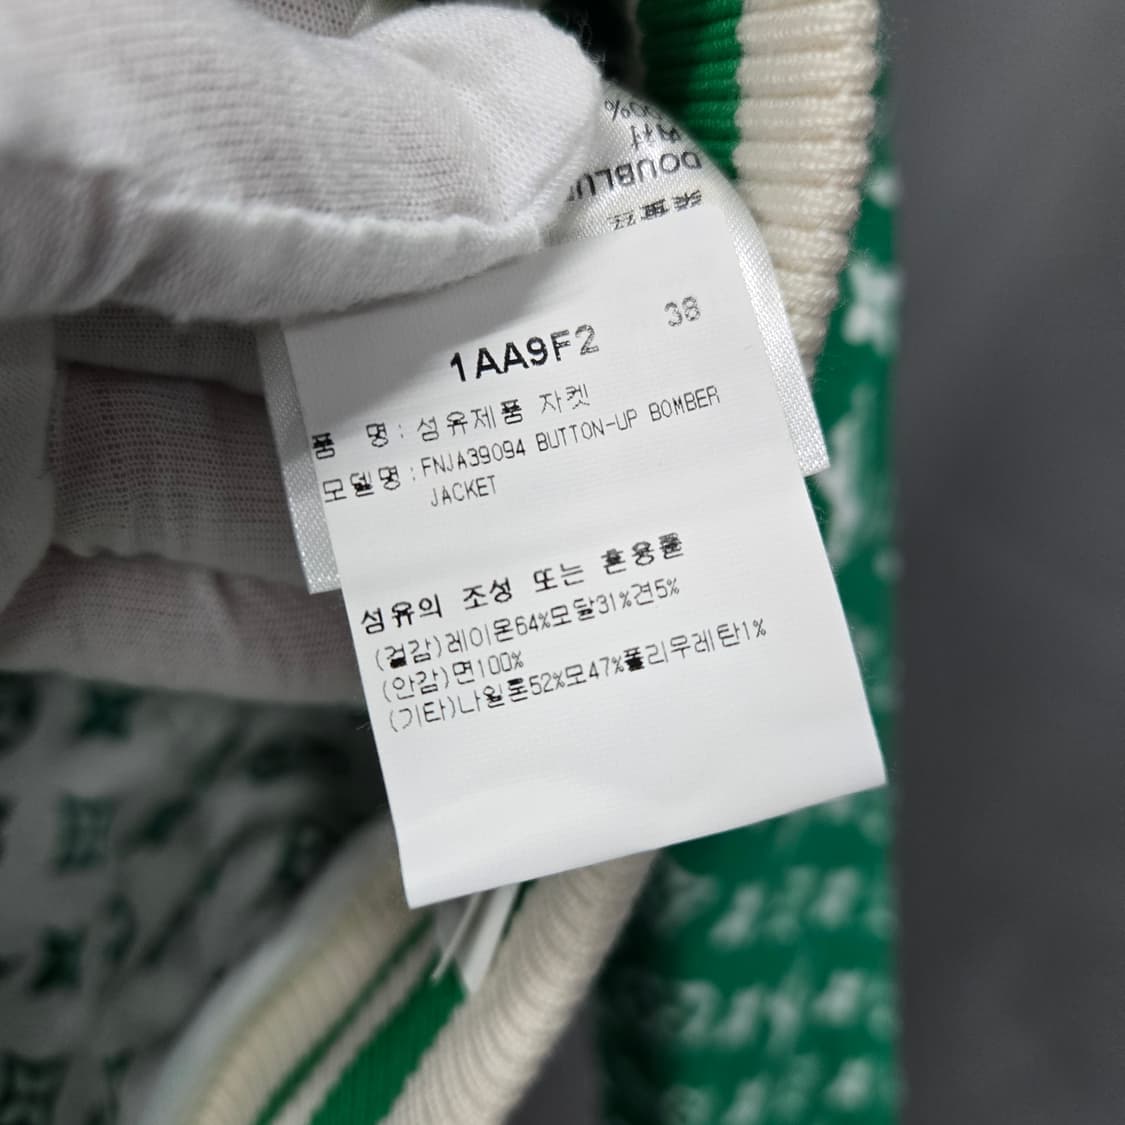 DOUBLU
38
1AA9F2
품 명 : 섬유제품 자켓
모델명 : FNJA39094 BUTTON-UP BOMBER
JACKET
섬유의 조성 또는 혼용률
(겉감)레이온64%모달31%견5%
(안감)면100%
(기타)나일론52%모47%폴리우레탄1%